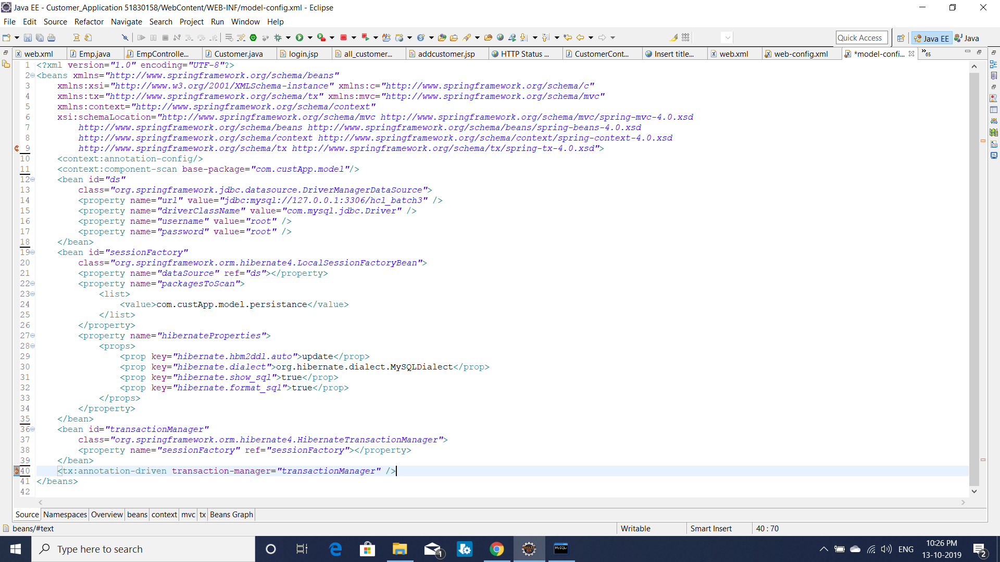 Java EE - Customer_Application 51830158/WebContent/WEB-INF/model-config.xml - Eclipse
File Edit Source Refactor Navigate Search Project Run Window Help
Quick Access Java EE Java
web.xml Emp.java EmpControlle... Customer.java login.jsp all_customer... addcustomer.jsp HTTP Status ... CustomerCont... Insert title... web.xml web-config.xml *model-confi... »65
1 <?xml version="1.0" encoding="UTF-8"?>
2 <beans xmlns="http://www.springframework.org/schema/beans"
3 xmlns:xsi="http://www.w3.org/2001/XMLSchema-instance" xmlns:c="http://www.springframework.org/schema/c"
4 xmlns:tx="http://www.springframework.org/schema/tx" xmlns:mvc="http://www.springframework.org/schema/mvc"
5 xmlns:context="http://www.springframework.org/schema/context"
6 xsi:schemaLocation="http://www.springframework.org/schema/mvc http://www.springframework.org/schema/mvc/spring-mvc-4.0.xsd
7 http://www.springframework.org/schema/beans http://www.springframework.org/schema/beans/spring-beans-4.0.xsd
8 http://www.springframework.org/schema/context http://www.springframework.org/schema/context/spring-context-4.0.xsd
9 http://www.springframework.org/schema/tx http://www.springframework.org/schema/tx/spring-tx-4.0.xsd">
10 <context:annotation-config/>
11 <context:component-scan base-package="com.custApp.model"/>
12 <bean id="ds"
13 class="org.springframework.jdbc.datasource.DriverManagerDataSource">
14 <property name="url" value="jdbc:mysql://127.0.0.1:3306/hcl_batch3" />
15 <property name="driverClassName" value="com.mysql.jdbc.Driver" />
16 <property name="username" value="root" />
17 <property name="password" value="root" />
18 </bean>
19 <bean id="sessionFactory"
20 class="org.springframework.orm.hibernate4.LocalSessionFactoryBean">
21 <property name="dataSource" ref="ds"></property>
22 <property name="packagesToScan">
23 <list>
24 <value>com.custApp.model.persistance</value>
25 </list>
26 </property>
27 <property name="hibernateProperties">
28 <props>
29 <prop key="hibernate.hbm2ddl.auto">update</prop>
30 <prop key="hibernate.dialect">org.hibernate.dialect.MySQLDialect</prop>
31 <prop key="hibernate.show_sql">true</prop>
32 <prop key="hibernate.format_sql">true</prop>
33 </props>
34 </property>
35 </bean>
36 <bean id="transactionManager"
37 class="org.springframework.orm.hibernate4.HibernateTransactionManager">
38 <property name="sessionFactory" ref="sessionFactory"></property>
39 </bean>
40 <tx:annotation-driven transaction-manager="transactionManager" />
41 </beans>
42
Source Namespaces Overview beans context mvc tx Beans Graph
beans/#text Writable Smart Insert 40 : 70
Type here to search 1 ENG 10:26 PM 2
13-10-2019